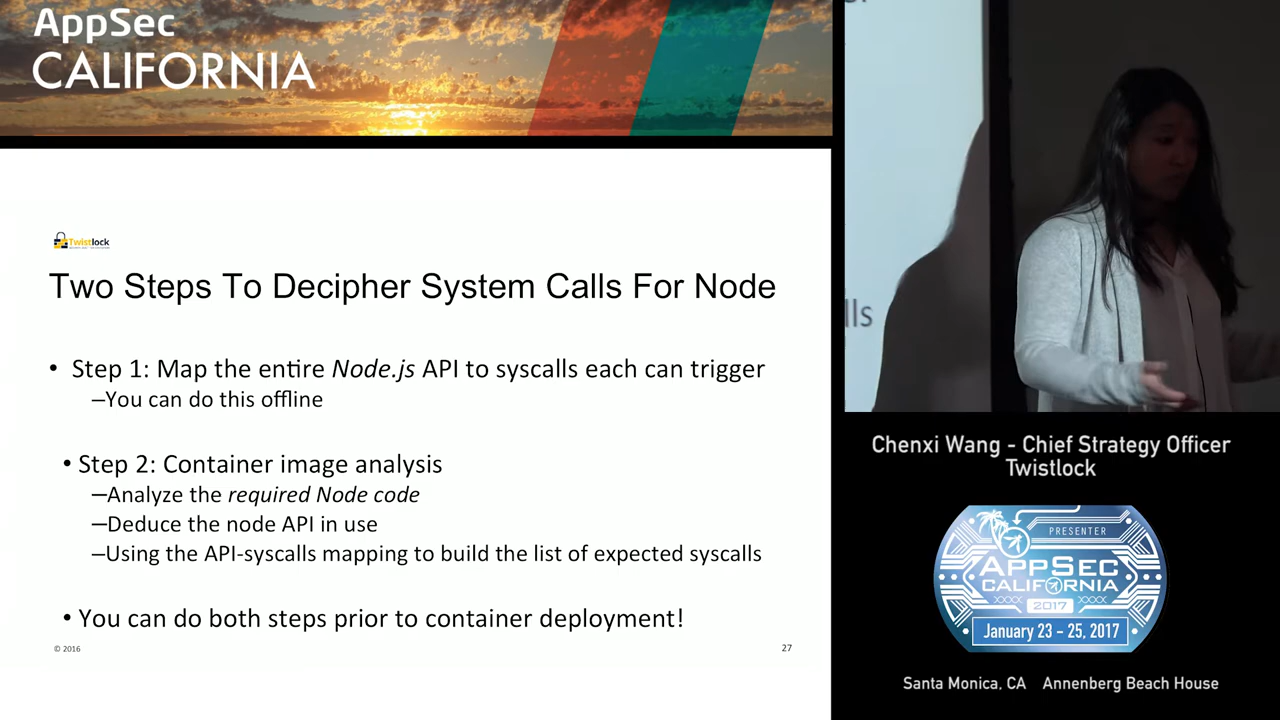 AppSec
CALIFORNIA
Twistlock
Two Steps To Decipher System Calls For Node
• Step 1: Map the entire Node.js API to syscalls each can trigger
–You can do this offline
• Step 2: Container image analysis
–Analyze the required Node code
–Deduce the node API in use
–Using the API-syscalls mapping to build the list of expected syscalls
• You can do both steps prior to container deployment!
© 2016
27
lls
Chenxi Wang - Chief Strategy Officer
Twistlock
PRESENTER
APPSEC
CALIFORNIA
2017
January 23 - 25, 2017
Santa Monica, CA Annenberg Beach House